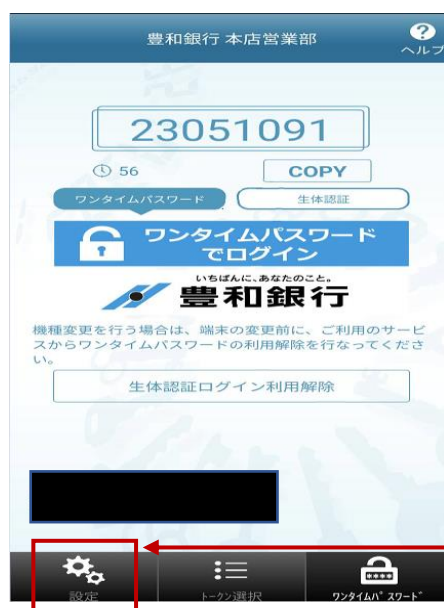 豊和銀行 本店営業部
?
ヘルプ
23051091
56
COPY
ワンタイムパスワード
生体認証
ワンタイムパスワード
でログイン
いちばんに、あなたのこと。
豊和銀行
機種変更を行う場合は、端末の変更前に、ご利用のサービ
スからワンタイムパスワードの利用解除を行なってくださ
い。
生体認証ログイン利用解除
設定
トークン選択
****
ワンタイムパスワード